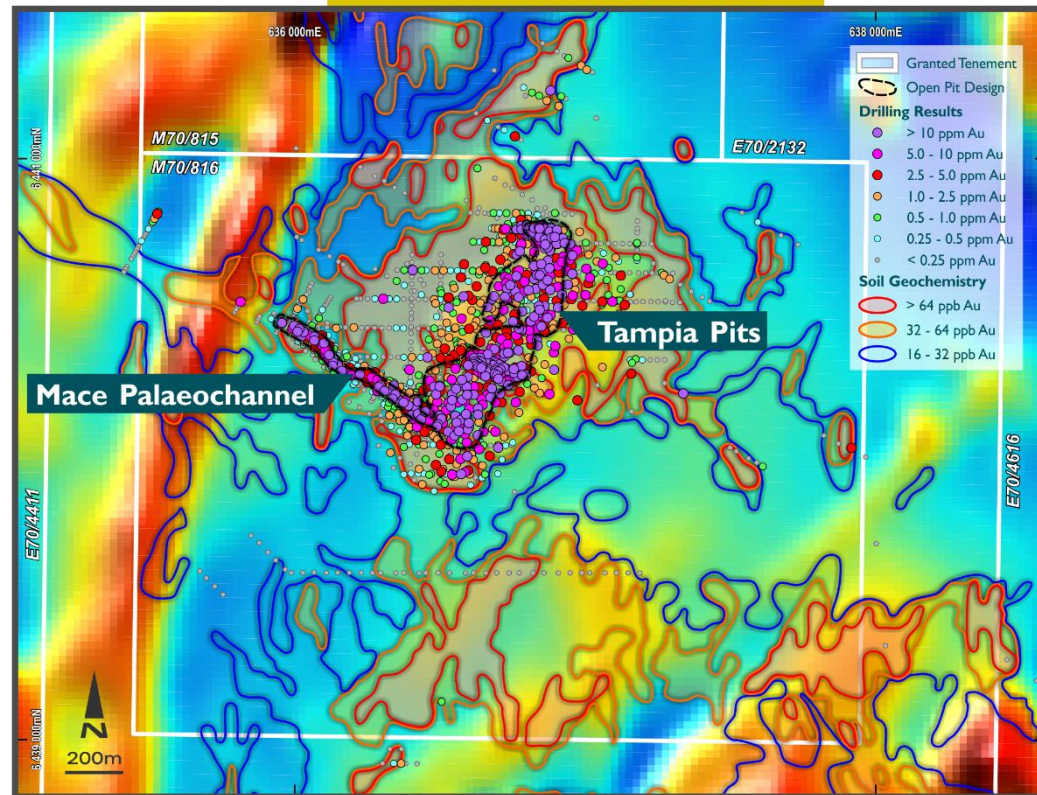 636 000mE
638 000mE
6 441 000mN
M70/815
M70/816
E70/2132
Granted Tenement
Open Pit Design
Drilling Results
> 10 ppm Au
5.0 - 10 ppm Au
2.5 - 5.0 ppm Au
1.0 - 2.5 ppm Au
0.5 - 1.0 ppm Au
0.25 - 0.5 ppm Au
< 0.25 ppm Au
Soil Geochemistry
> 64 ppb Au
32 - 64 ppb Au
16 - 32 ppb Au
Tampia Pits
Mace Palaeochannel
E70/4411
E70/4616
6 439 000mN
N
200m